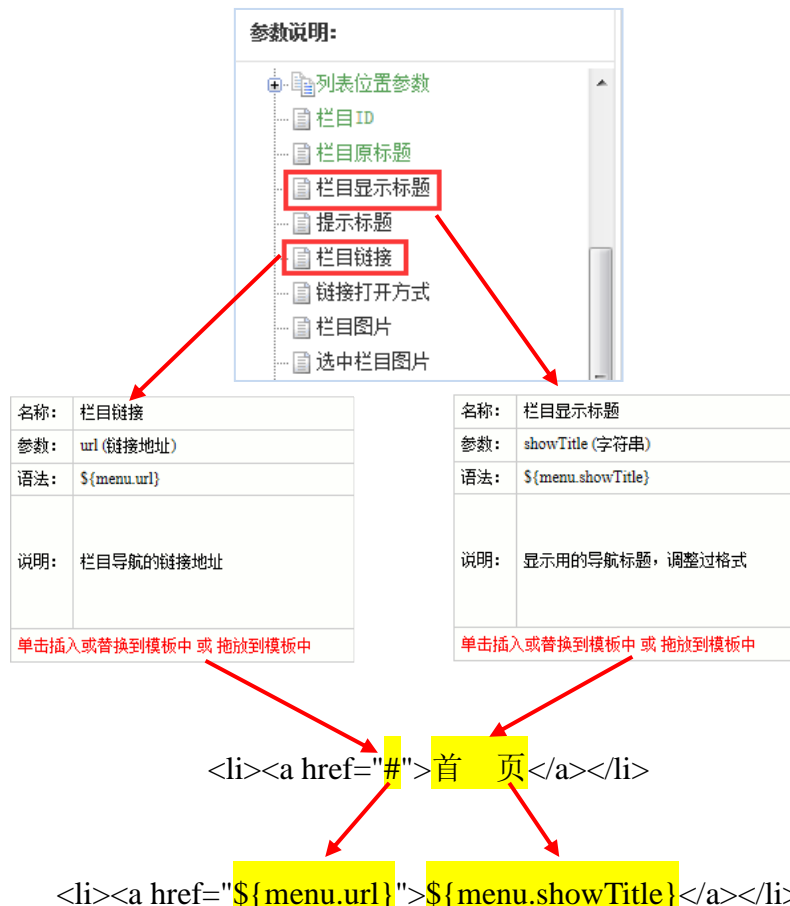 参数说明:
列表位置参数
栏目ID
栏目原标题
栏目显示标题
提示标题
栏目链接
链接打开方式
栏目图片
选中栏目图片
名称: 栏目链接
参数: url (链接地址)
语法: ${menu.url}
说明: 栏目导航的链接地址
单击插入或替换到模板中 或 拖放到模板中
名称: 栏目显示标题
参数: showTitle (字符串)
语法: ${menu.showTitle}
说明: 显示用的导航标题，调整过格式
单击插入或替换到模板中 或 拖放到模板中
<li><a href="#">首　页</a></li>
<li><a href="${menu.url}">${menu.showTitle}</a></li>